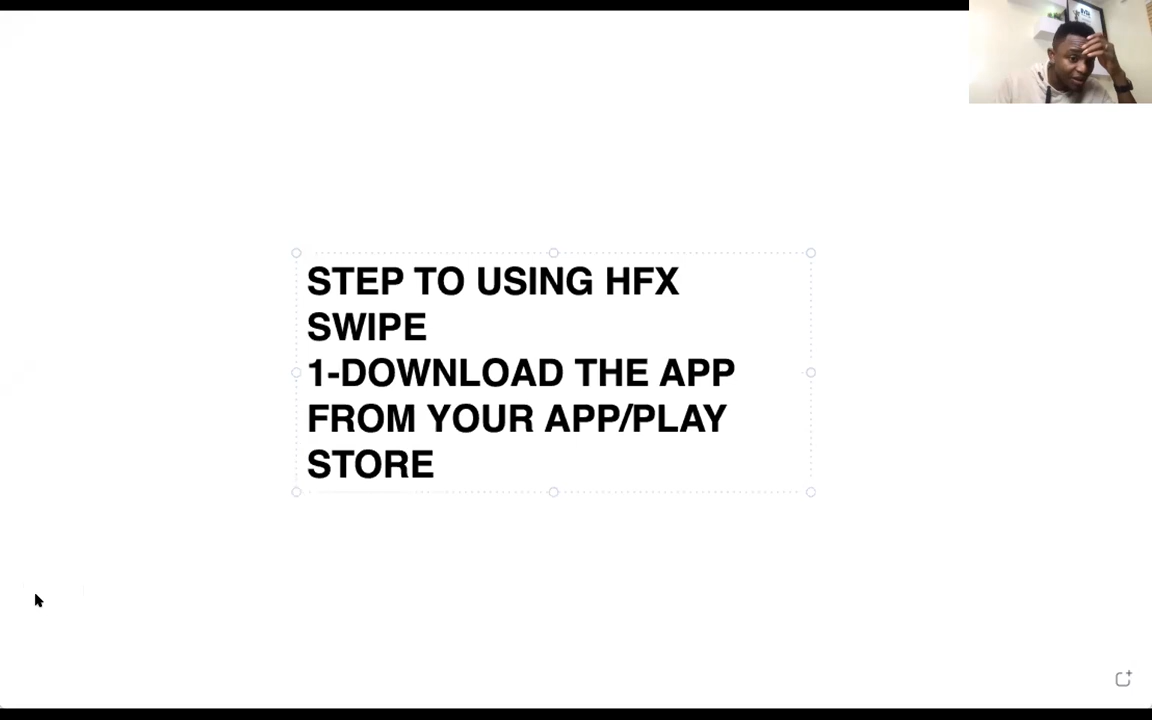 STEP TO USING HFX
SWIPE
1-DOWNLOAD THE APP
FROM YOUR APP/PLAY
STORE